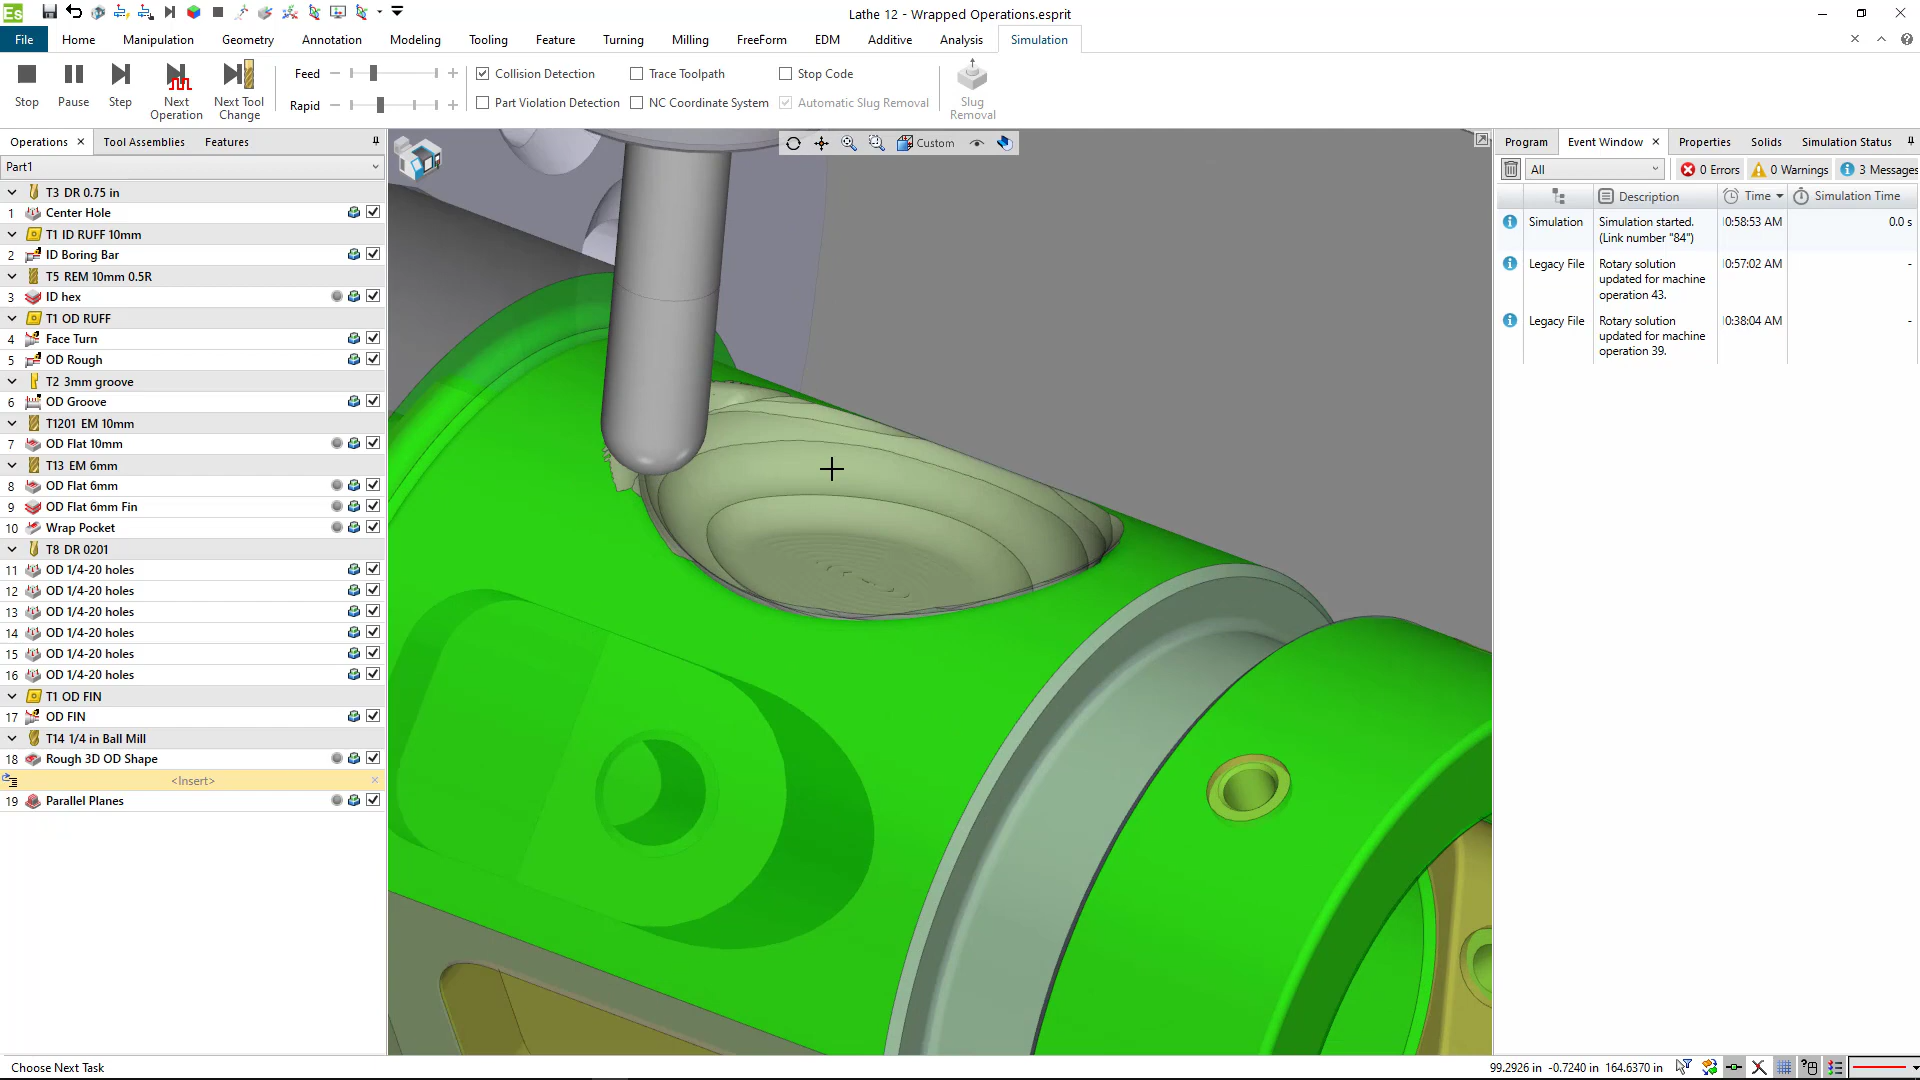 Es
Lathe 12 - Wrapped Operations.esprit
File Home Manipulation Geometry Annotation Modeling Tooling Feature Turning Milling FreeForm EDM Additive Analysis Simulation
Stop
Pause
Step
Next Operation
Next Tool Change
Feed
Rapid
Collision Detection
Trace Toolpath
Stop Code
Part Violation Detection
NC Coordinate System
Automatic Slug Removal
Slug Removal
Operations Tool Assemblies Features
Part1
T3 DR 0.75 in
1 Center Hole
T1 ID RUFF 10mm
2 ID Boring Bar
T5 REM 10mm 0.5R
3 ID hex
T1 OD RUFF
4 Face Turn
5 OD Rough
T2 3mm groove
6 OD Groove
T1201 EM 10mm
7 OD Flat 10mm
T13 EM 6mm
8 OD Flat 6mm
9 OD Flat 6mm Fin
10 Wrap Pocket
T8 DR 0201
11 OD 1/4-20 holes
12 OD 1/4-20 holes
13 OD 1/4-20 holes
14 OD 1/4-20 holes
15 OD 1/4-20 holes
16 OD 1/4-20 holes
T1 OD FIN
17 OD FIN
T14 1/4 in Ball Mill
18 Rough 3D OD Shape
<Insert>
19 Parallel Planes
Custom
Program Event Window Properties Solids Simulation Status
All 0 Errors 0 Warnings 3 Messages
Description Time Simulation Time
Simulation Simulation started. 0:58:53 AM 0.0 s
(Link number "84")
Legacy File Rotary solution 0:57:02 AM -
updated for machine
operation 43.
Legacy File Rotary solution 0:38:04 AM -
updated for machine
operation 39.
Choose Next Task
99.2926 in -0.7240 in 164.6370 in